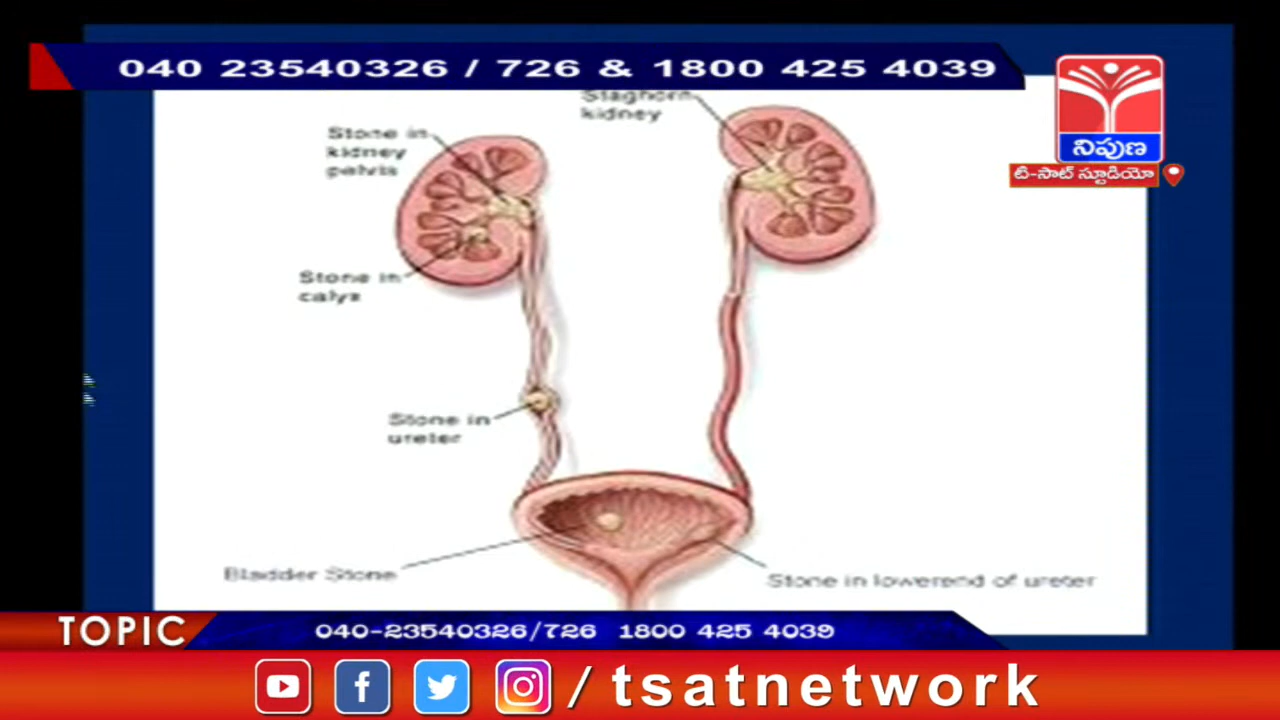 040 23540326 / 726 & 1800 425 4039
నిపుణ
టి-సాట్ స్టూడియో
Staghorn
kidney
Stone in
kidney
pelvis
Stone in
calyx
Stone in
ureter
Bladder Stone
Stone in lowerend of ureter
TOPIC
040-23540326/726 1800 425 4039
/ tsatnetwork